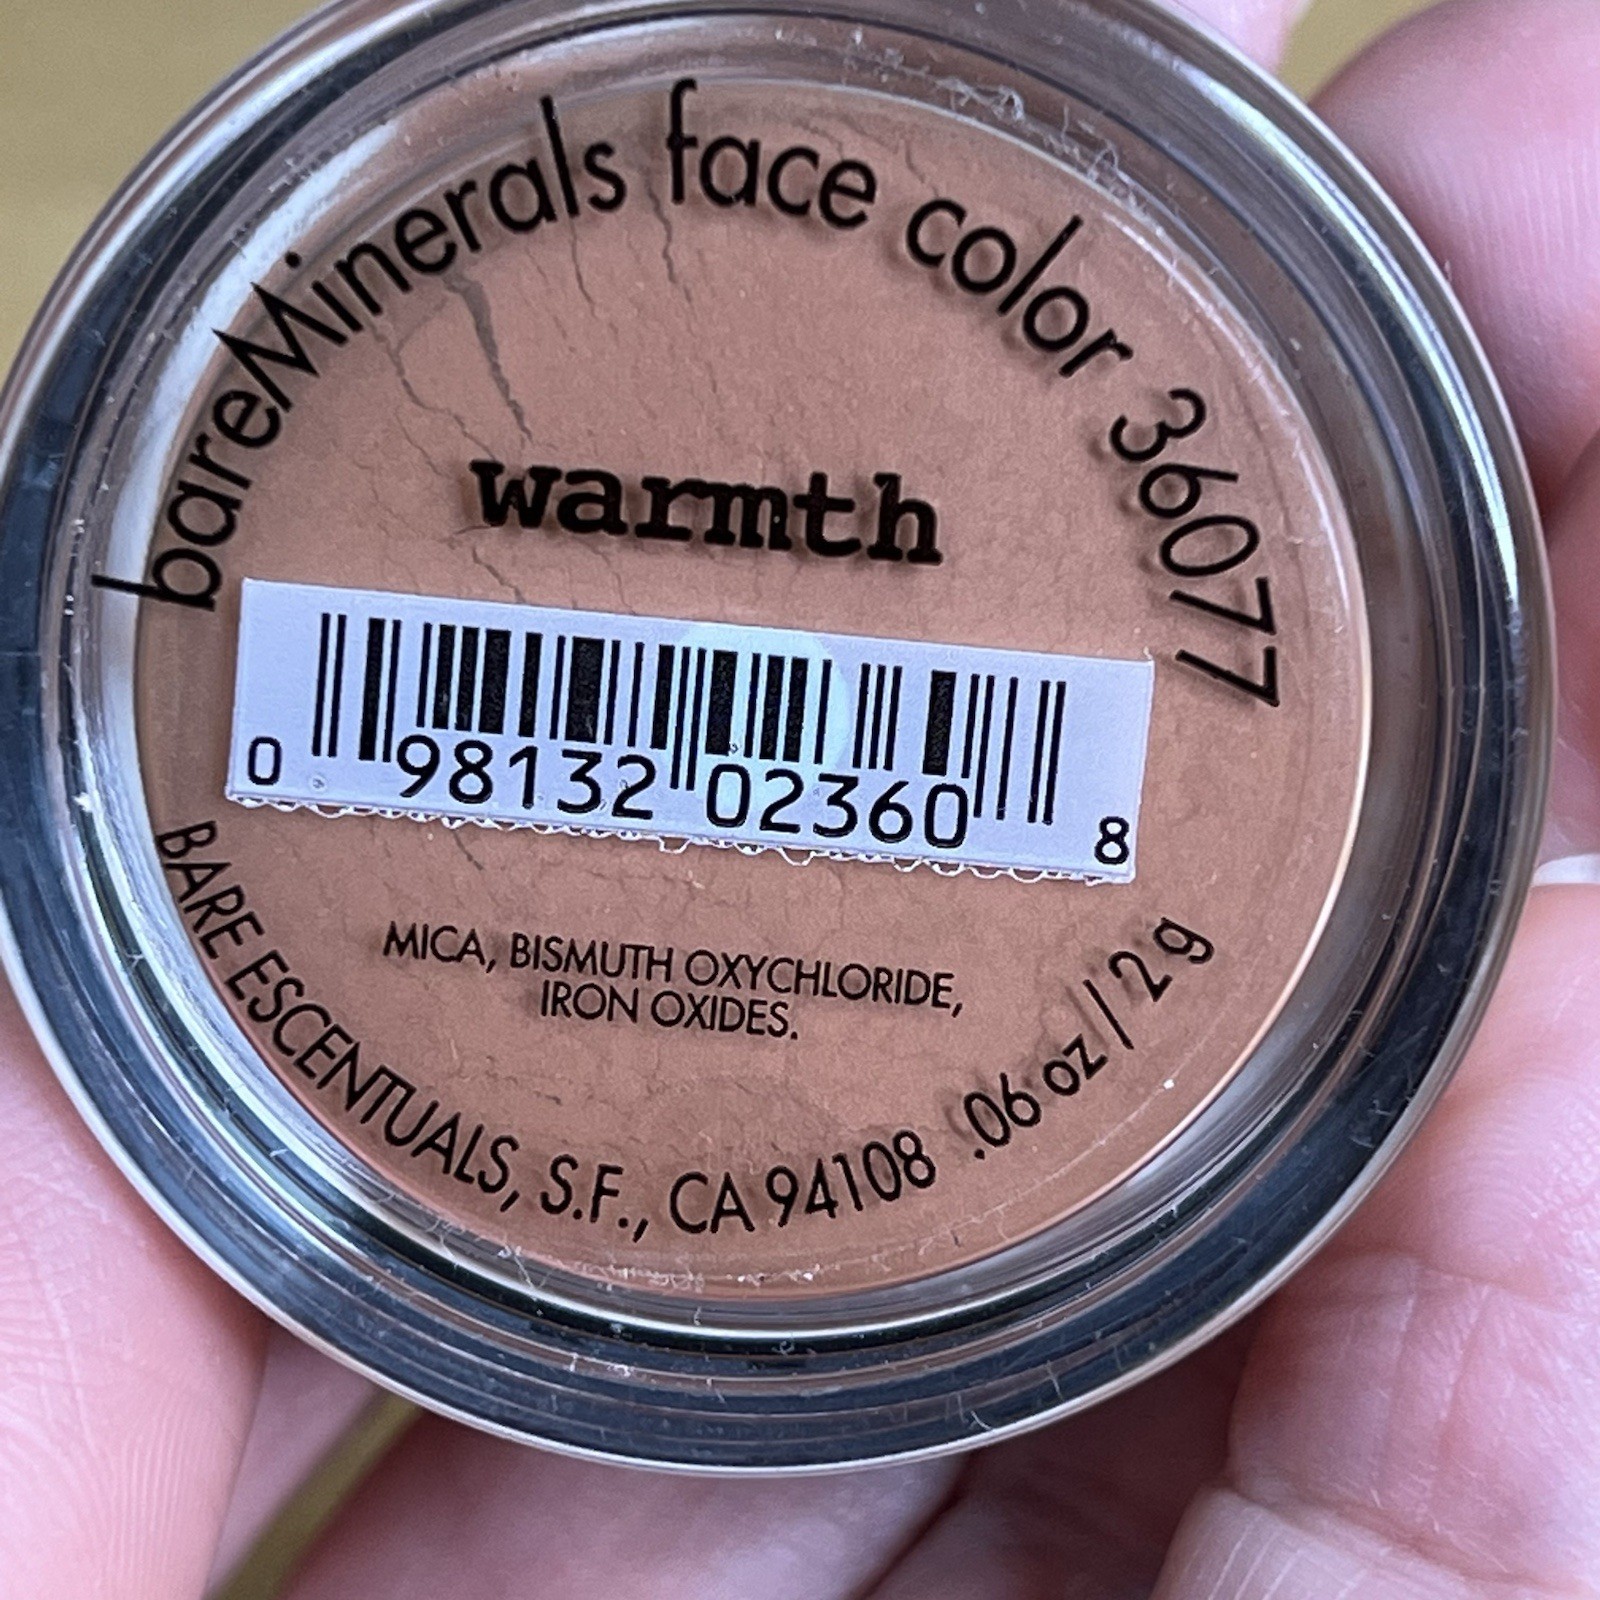 bareMinerals face color 36077
warmth
0 98132 02360 8
MICA, BISMUTH OXYCHLORIDE,
IRON OXIDES.
BARE ESCENTUALS, S.F., CA 94108 .06 oz / 2 g